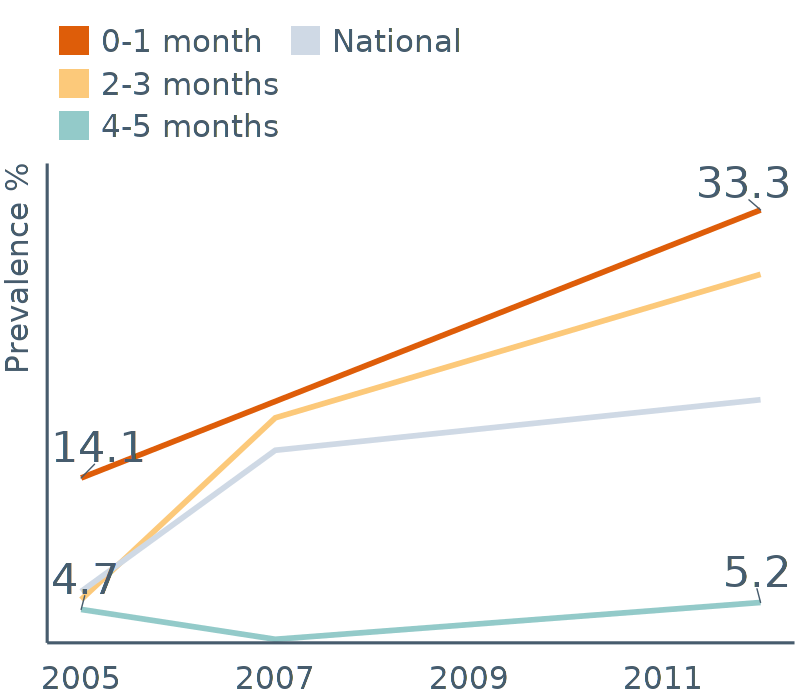 0-1 month
National
2-3 months
4-5 months
Prevalence %
33.3
14.1
4.7
5.2
2005 2007 2009 2011